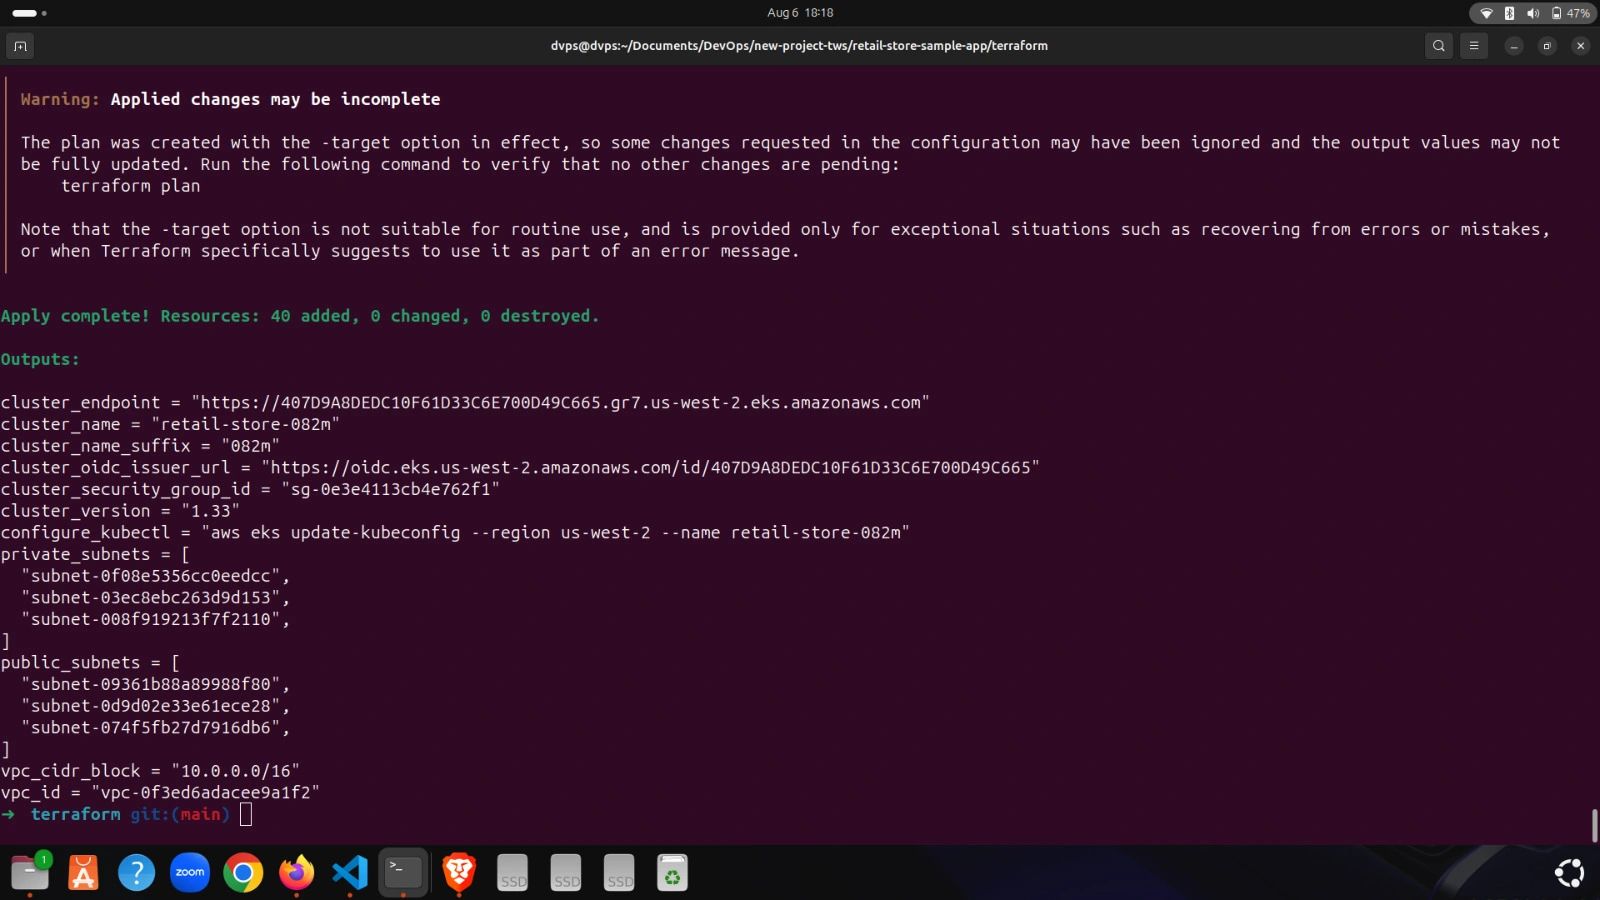 Aug 6 18:18
47%
dvps@dvps:~/Documents/DevOps/new-project-tws/retail-store-sample-app/terraform
Warning: Applied changes may be incomplete
The plan was created with the -target option in effect, so some changes requested in the configuration may have been ignored and the output values may not
be fully updated. Run the following command to verify that no other changes are pending:
terraform plan
Note that the -target option is not suitable for routine use, and is provided only for exceptional situations such as recovering from errors or mistakes,
or when Terraform specifically suggests to use it as part of an error message.
Apply complete! Resources: 40 added, 0 changed, 0 destroyed.
Outputs:
cluster_endpoint = "https://407D9A8DEDC10F61D33C6E700D49C665.gr7.us-west-2.eks.amazonaws.com"
cluster_name = "retail-store-082m"
cluster_name_suffix = "082m"
cluster_oidc_issuer_url = "https://oidc.eks.us-west-2.amazonaws.com/id/407D9A8DEDC10F61D33C6E700D49C665"
cluster_security_group_id = "sg-0e3e4113cb4e762f1"
cluster_version = "1.33"
configure_kubectl = "aws eks update-kubeconfig --region us-west-2 --name retail-store-082m"
private_subnets = [
"subnet-0f08e5356cc0eedcc",
"subnet-03ec8ebc263d9d153",
"subnet-008f919213f7f2110",
]
public_subnets = [
"subnet-09361b88a89988f80",
"subnet-0d9d02e33e61ece28",
"subnet-074f5fb27d7916db6",
]
vpc_cidr_block = "10.0.0.0/16"
vpc_id = "vpc-0f3ed6adacee9a1f2"
➜ terraform git:(main)
1
zoom
SSD
SSD
SSD